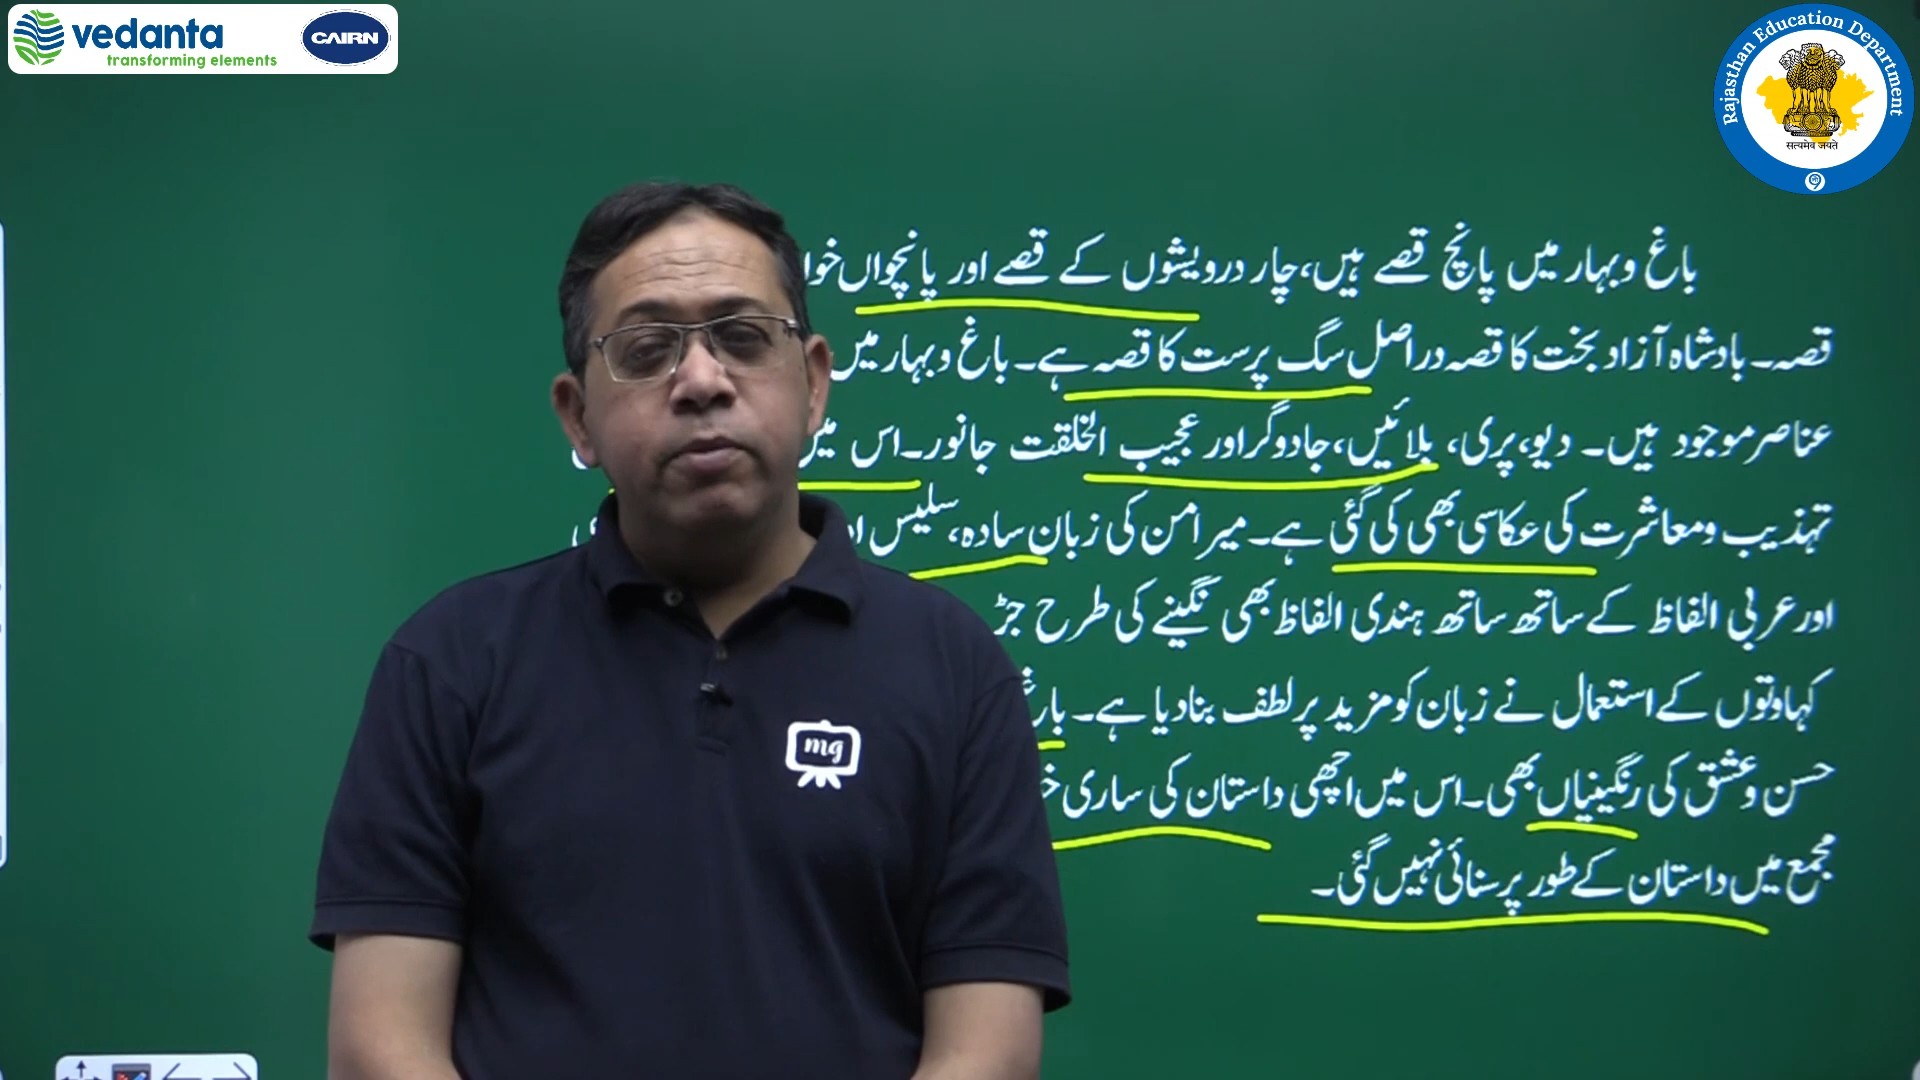 vedanta
transforming elements
CAIRN
Rajasthan Education Department
सत्यमेव जयते
باغ و بہار میں پانچ قصے ہیں، چار درویشوں کے قصے اور پانچواں
قصہ۔ بادشاہ آزاد بخت کا قصہ در اصل سگ پرست کا قصہ ہے۔ باغ و بہار میں
عناصر موجود ہیں۔ دیو، پری، بلائیں، جادوگر اور عجیب الخلقت جانور۔ اس میں
تہذیب و معاشرت کی عکاسی بھی کی گئی ہے۔ میر امن کی زبان سادہ، سلیس
اور عربی الفاظ کے ساتھ ساتھ ہندی الفاظ بھی نگینے کی طرح جڑ
کہاوتوں کے استعمال نے زبان کو مزید پر لطف بنا دیا ہے۔
حسن و عشق کی رنگینیاں بھی۔ اس میں اچھی داستان کی ساری
مجمع میں داستان کے طور پر سنائی نہیں گئی۔
mg